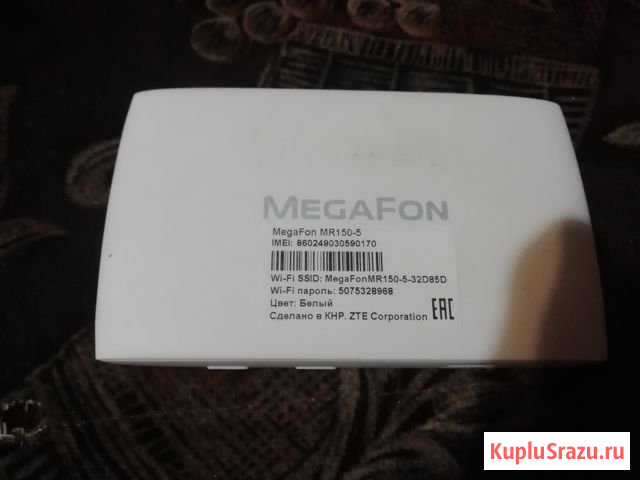 MEGAFON
MegaFon MR150-5
IMEI: 860249030590170
Wi-Fi SSID: MegaFonMR150-5-32D85D
Wi-Fi пароль: 5075328968
Цвет: Белый
Сделано в КНР. ZTE Corporation EAC
KupluSrazu.ru